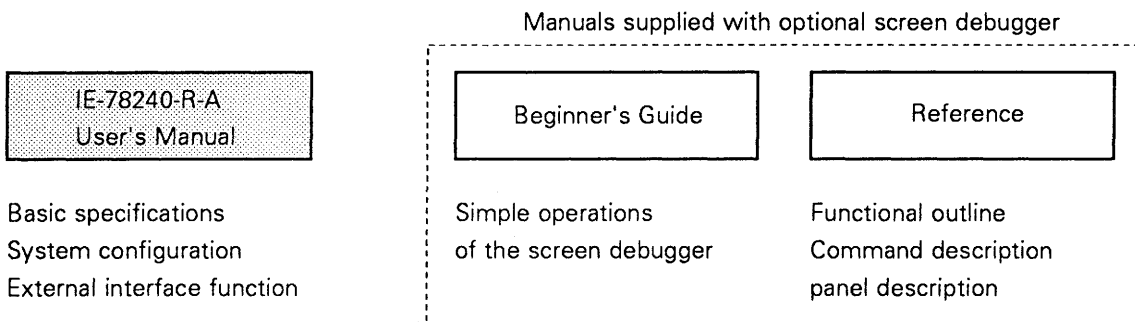 Manuals supplied with optional screen debugger
IE-78240-R-A
User's Manual
Beginner's Guide
Reference
Basic specifications
System configuration
External interface function
Simple operations
of the screen debugger
Functional outline
Command description
panel description